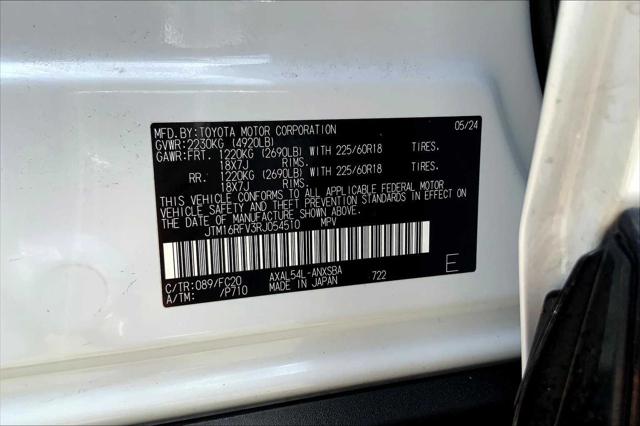 MFD.BY:TOYOTA MOTOR CORPORATION 05/24
GVWR:2230KG (4920LB)
GAWR:FRT. 1220KG (2690LB) WITH 225/60R18 TIRES.
18X7J RIMS.
RR. 1220KG (2690LB) WITH 225/60R18 TIRES.
18X7J RIMS.
THIS VEHICLE CONFORMS TO ALL APPLICABLE FEDERAL MOTOR
VEHICLE SAFETY AND THEFT PREVENTION STANDARDS IN EFFECT ON
THE DATE OF MANUFACTURE SHOWN ABOVE.
JTM16RFV3RJ054510 MPV
C/TR:089/FC20 AXAL54L-ANXSBA 722 E
A/TM: /P710 MADE IN JAPAN